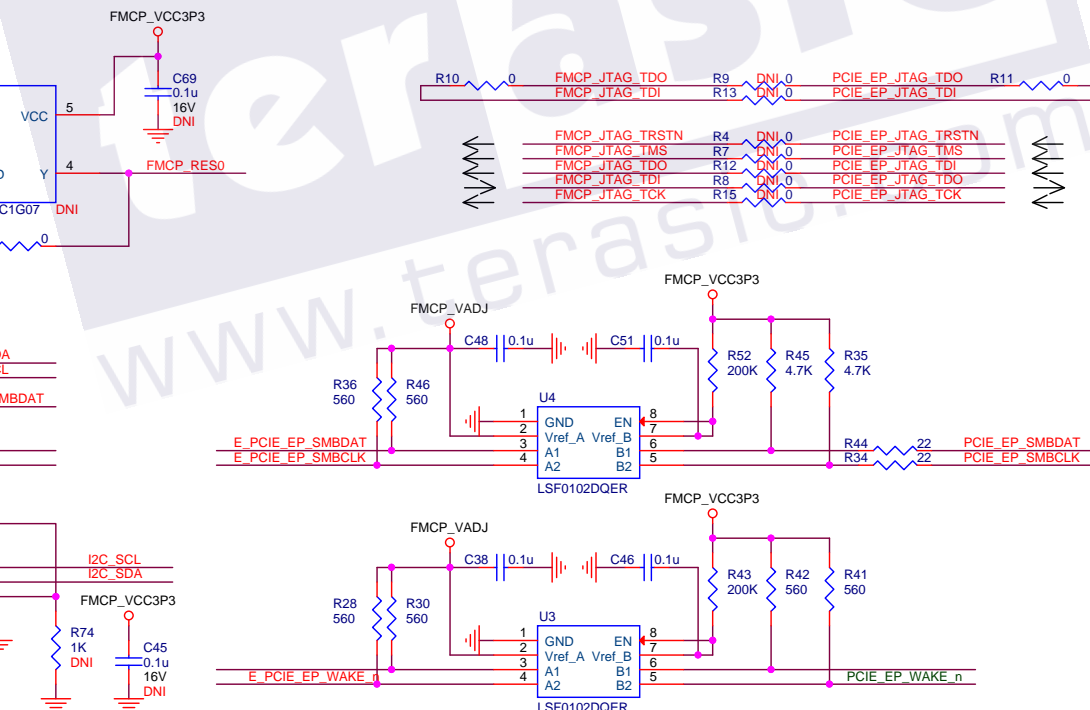 FMCP_VCC3P3
C69
0.1u
16V
DNI
VCC
5
4
Y
FMCP_RES0
C1G07
DNI
0
R10 0 FMCP_JTAG_TDO R9 DNI 0 PCIE_EP_JTAG_TDO R11 0
FMCP_JTAG_TDI R13 DNI 0 PCIE_EP_JTAG_TDI
FMCP_JTAG_TRSTN R4 DNI 0 PCIE_EP_JTAG_TRSTN
FMCP_JTAG_TMS R7 DNI 0 PCIE_EP_JTAG_TMS
FMCP_JTAG_TDO R12 DNI 0 PCIE_EP_JTAG_TDI
FMCP_JTAG_TDI R8 DNI 0 PCIE_EP_JTAG_TDO
FMCP_JTAG_TCK R15 DNI 0 PCIE_EP_JTAG_TCK
terasic
www.terasic.com
DA
CL
MBDAT
FMCP_VCC3P3
FMCP_VADJ
C48 0.1u C51 0.1u
R36 560
R46 560
R52 200K
R45 4.7K
R35 4.7K
U4
1 GND EN 8
2 Vref_A Vref_B 7
E_PCIE_EP_SMBDAT 3 A1 B1 6 R44 22 PCIE_EP_SMBDAT
E_PCIE_EP_SMBCLK 4 A2 B2 5 R34 22 PCIE_EP_SMBCLK
LSF0102DQER
FMCP_VCC3P3
FMCP_VADJ
C38 0.1u C46 0.1u
R28 560
R30 560
R43 200K
R42 560
R41 560
U3
1 GND EN 8
2 Vref_A Vref_B 7
3 A1 B1 6
E_PCIE_EP_WAKE_n 4 A2 B2 5 PCIE_EP_WAKE_n
LSF0102DQER
I2C_SCL
I2C_SDA
FMCP_VCC3P3
R74
1K
DNI
C45
0.1u
16V
DNI